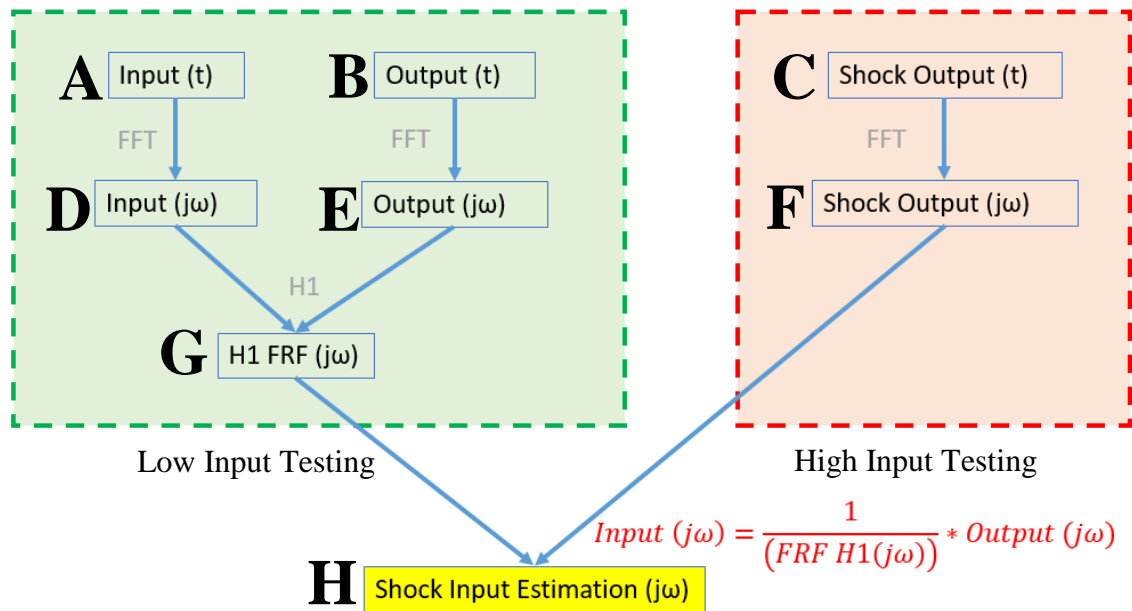 A Input (t)
B Output (t)
C Shock Output (t)
FFT
FFT
FFT
D Input (jω)
E Output (jω)
F Shock Output (jω)
H1
G H1 FRF (jω)
Low Input Testing
High Input Testing
Input (jω) = 1 / (FRF H1(jω)) * Output (jω)
H Shock Input Estimation (jω)